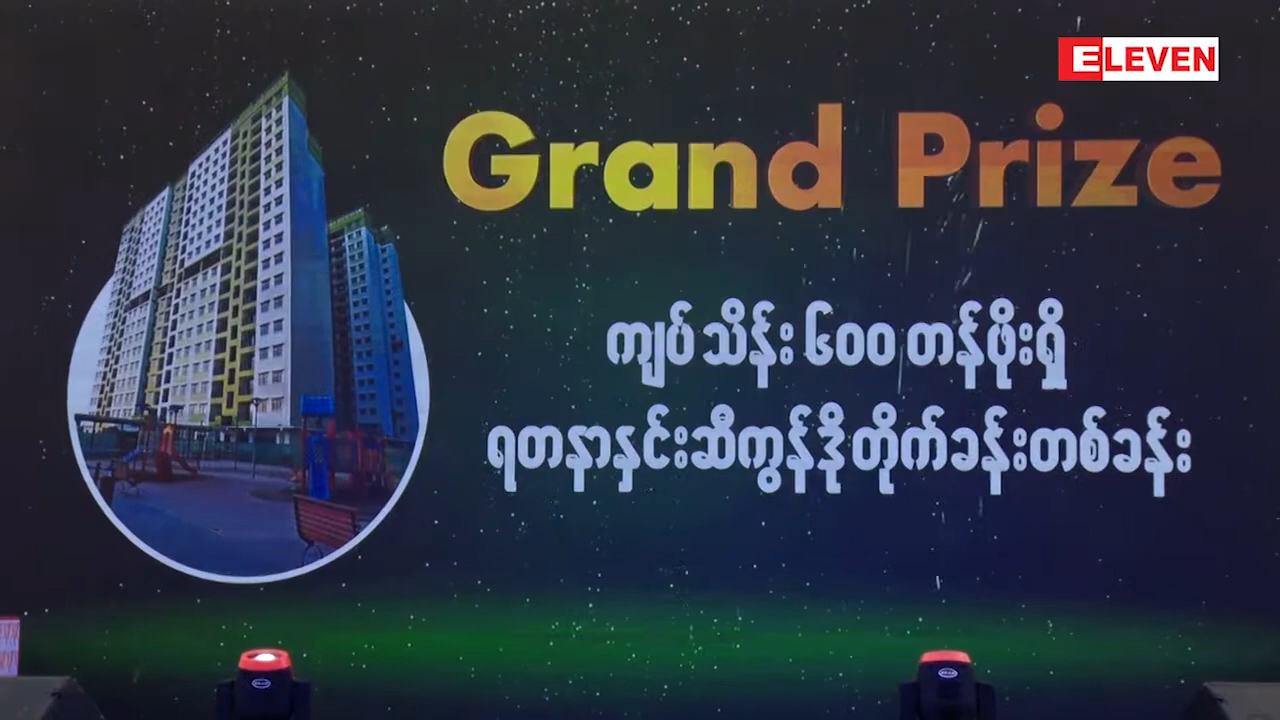 ELEVEN
Grand Prize
ကျပ် သိန်း ၆၀၀ တန်ဖိုးရှိ
ရတနာနှင်းဆီကွန်ဒို တိုက်ခန်းတစ်ခန်း